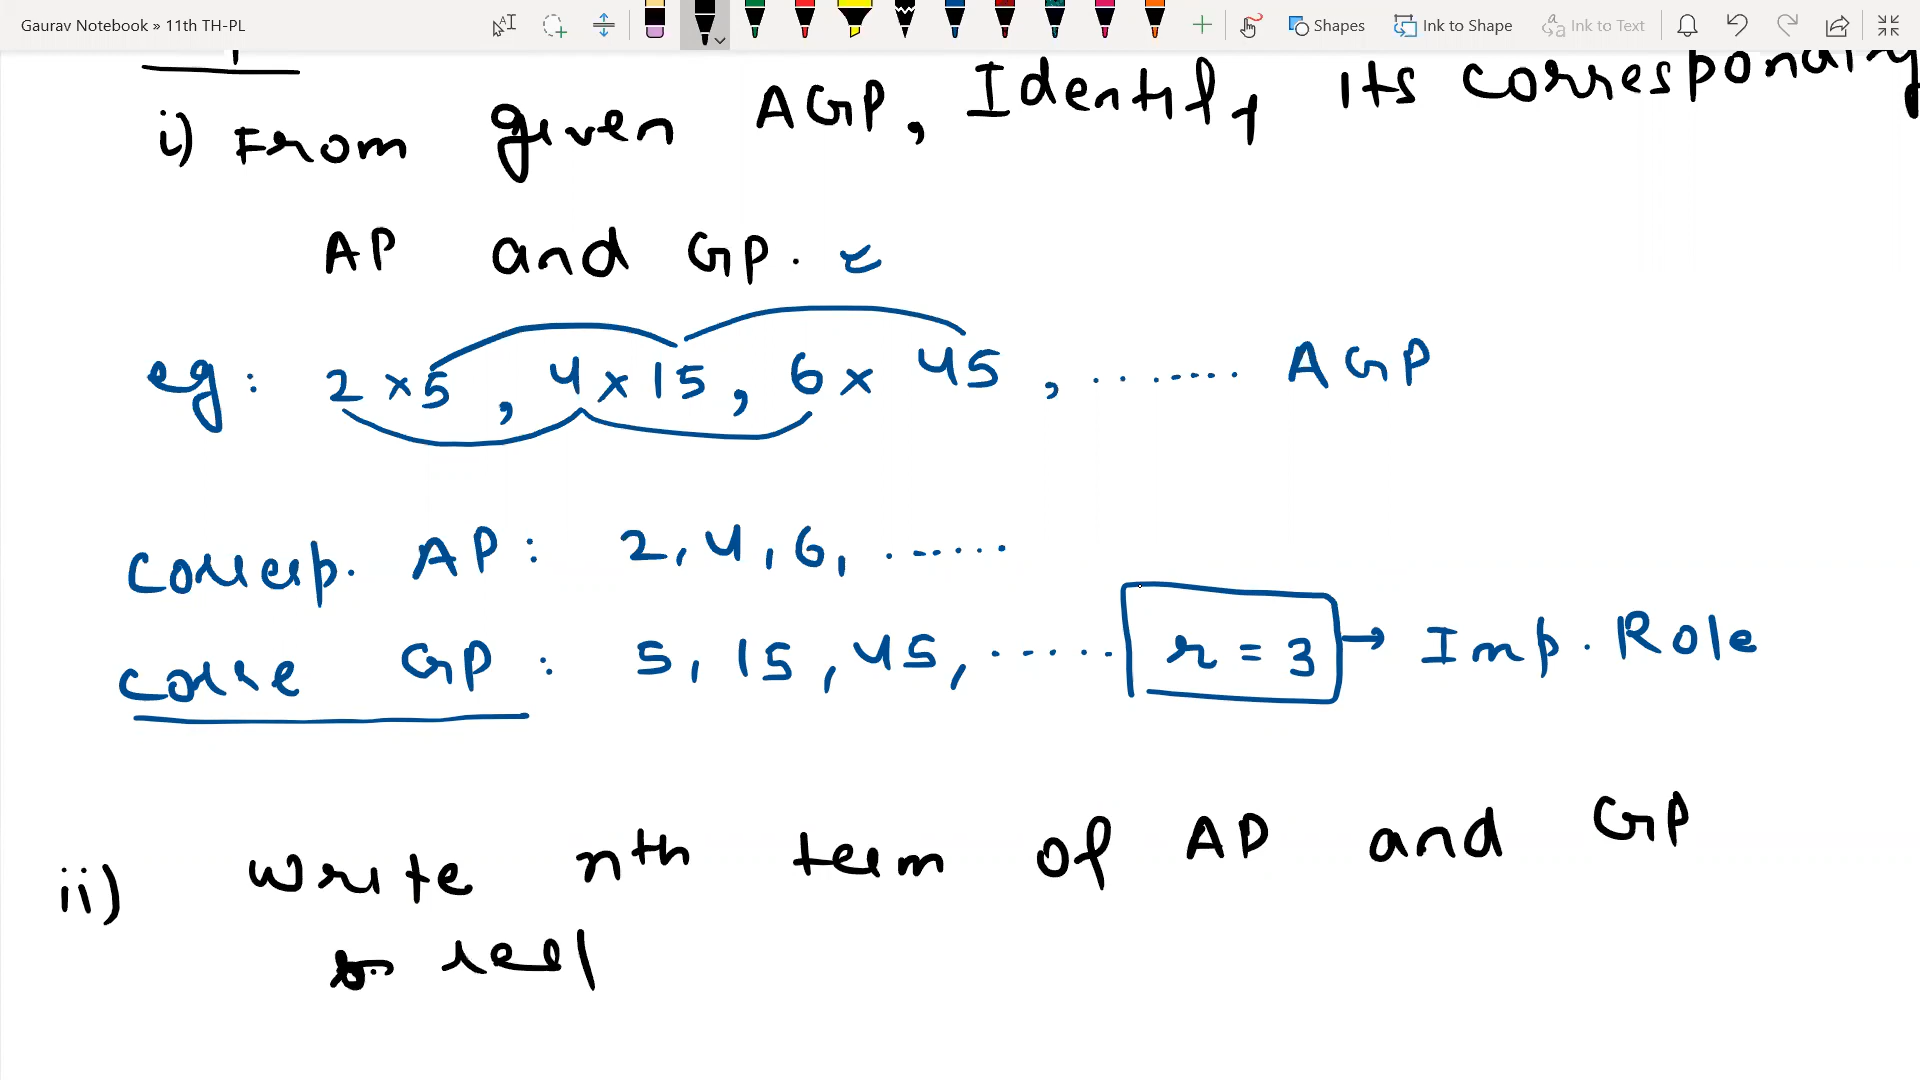 Gaurav Notebook » 11th TH-PL
Shapes
Ink to Shape
Ink to Text
i) From given AGP, Identify its corresponding
AP and GP.
eg: 2 × 5, 4 × 15, 6 × 45, ........ AGP
Corresp. AP: 2, 4, 6, ......
Corre GP: 5, 15, 45, ..... r = 3 → Imp. Role
ii) Write nth term of AP and GP